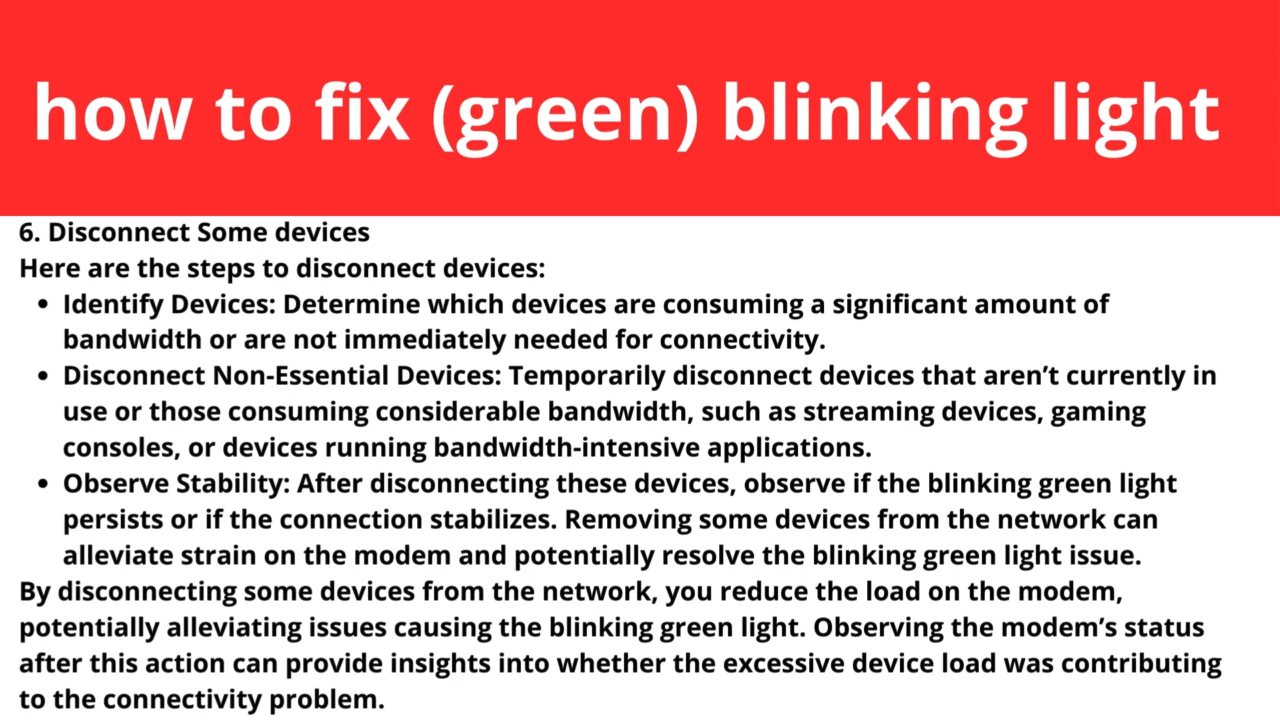 how to fix (green) blinking light
6. Disconnect Some devices
Here are the steps to disconnect devices:
• Identify Devices: Determine which devices are consuming a significant amount of
bandwidth or are not immediately needed for connectivity.
• Disconnect Non-Essential Devices: Temporarily disconnect devices that aren’t currently in
use or those consuming considerable bandwidth, such as streaming devices, gaming
consoles, or devices running bandwidth-intensive applications.
• Observe Stability: After disconnecting these devices, observe if the blinking green light
persists or if the connection stabilizes. Removing some devices from the network can
alleviate strain on the modem and potentially resolve the blinking green light issue.
By disconnecting some devices from the network, you reduce the load on the modem,
potentially alleviating issues causing the blinking green light. Observing the modem’s status
after this action can provide insights into whether the excessive device load was contributing
to the connectivity problem.